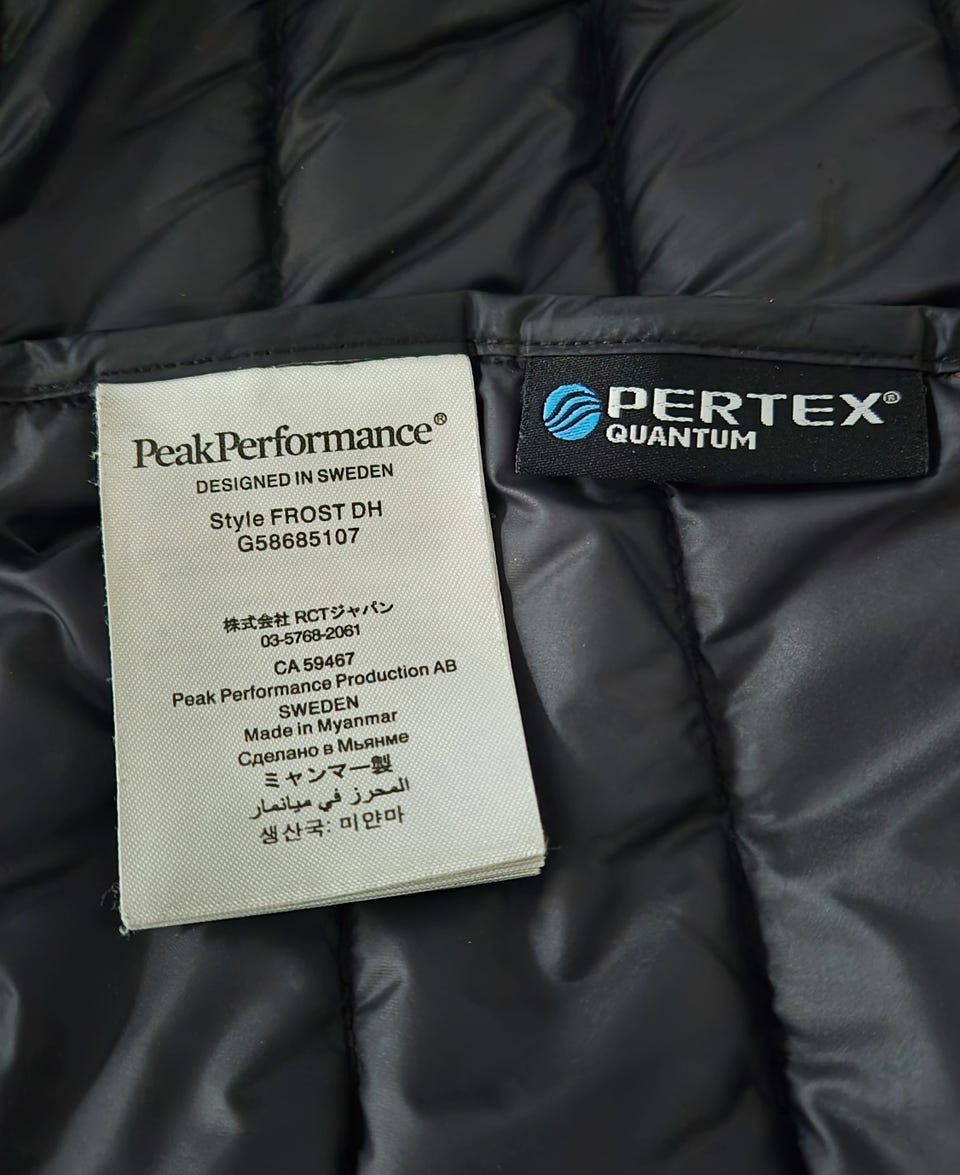 PeakPerformance®
DESIGNED IN SWEDEN
Style FROST DH
G58685107
株式会社 RCTジャパン
03-5768-2061
CA 59467
Peak Performance Production AB
SWEDEN
Made in Myanmar
Сделано в Мьянме
ミャンマー製
المحرز في ميانمار
생산국: 미얀마
PERTEX®
QUANTUM